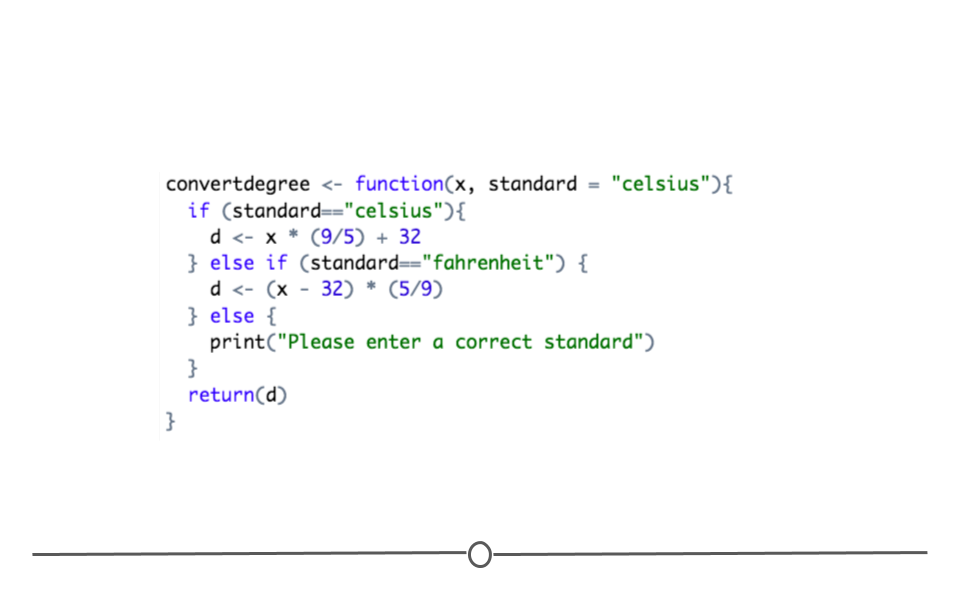 convertdegree <- function(x, standard = "celsius"){
  if (standard=="celsius"){
    d <- x * (9/5) + 32
  } else if (standard=="fahrenheit") {
    d <- (x - 32) * (5/9)
  } else {
    print("Please enter a correct standard")
  }
  return(d)
}